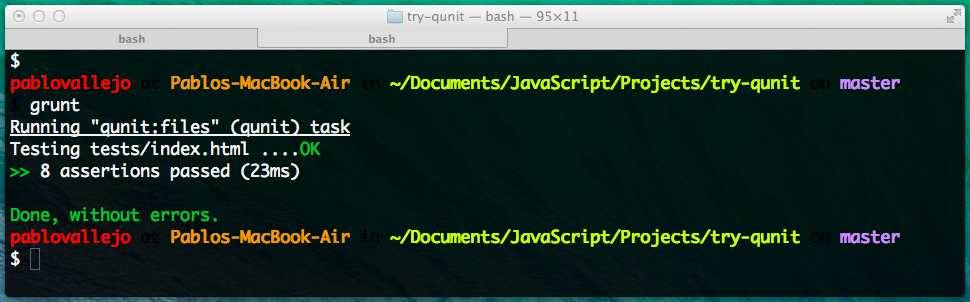 try-qunit — bash — 95×11
bash bash
$
pablovallejo at Pablos-MacBook-Air in ~/Documents/JavaScript/Projects/try-qunit on master
$ grunt
Running "qunit:files" (qunit) task
Testing tests/index.html ....OK
>> 8 assertions passed (23ms)
Done, without errors.
pablovallejo at Pablos-MacBook-Air in ~/Documents/JavaScript/Projects/try-qunit on master
$